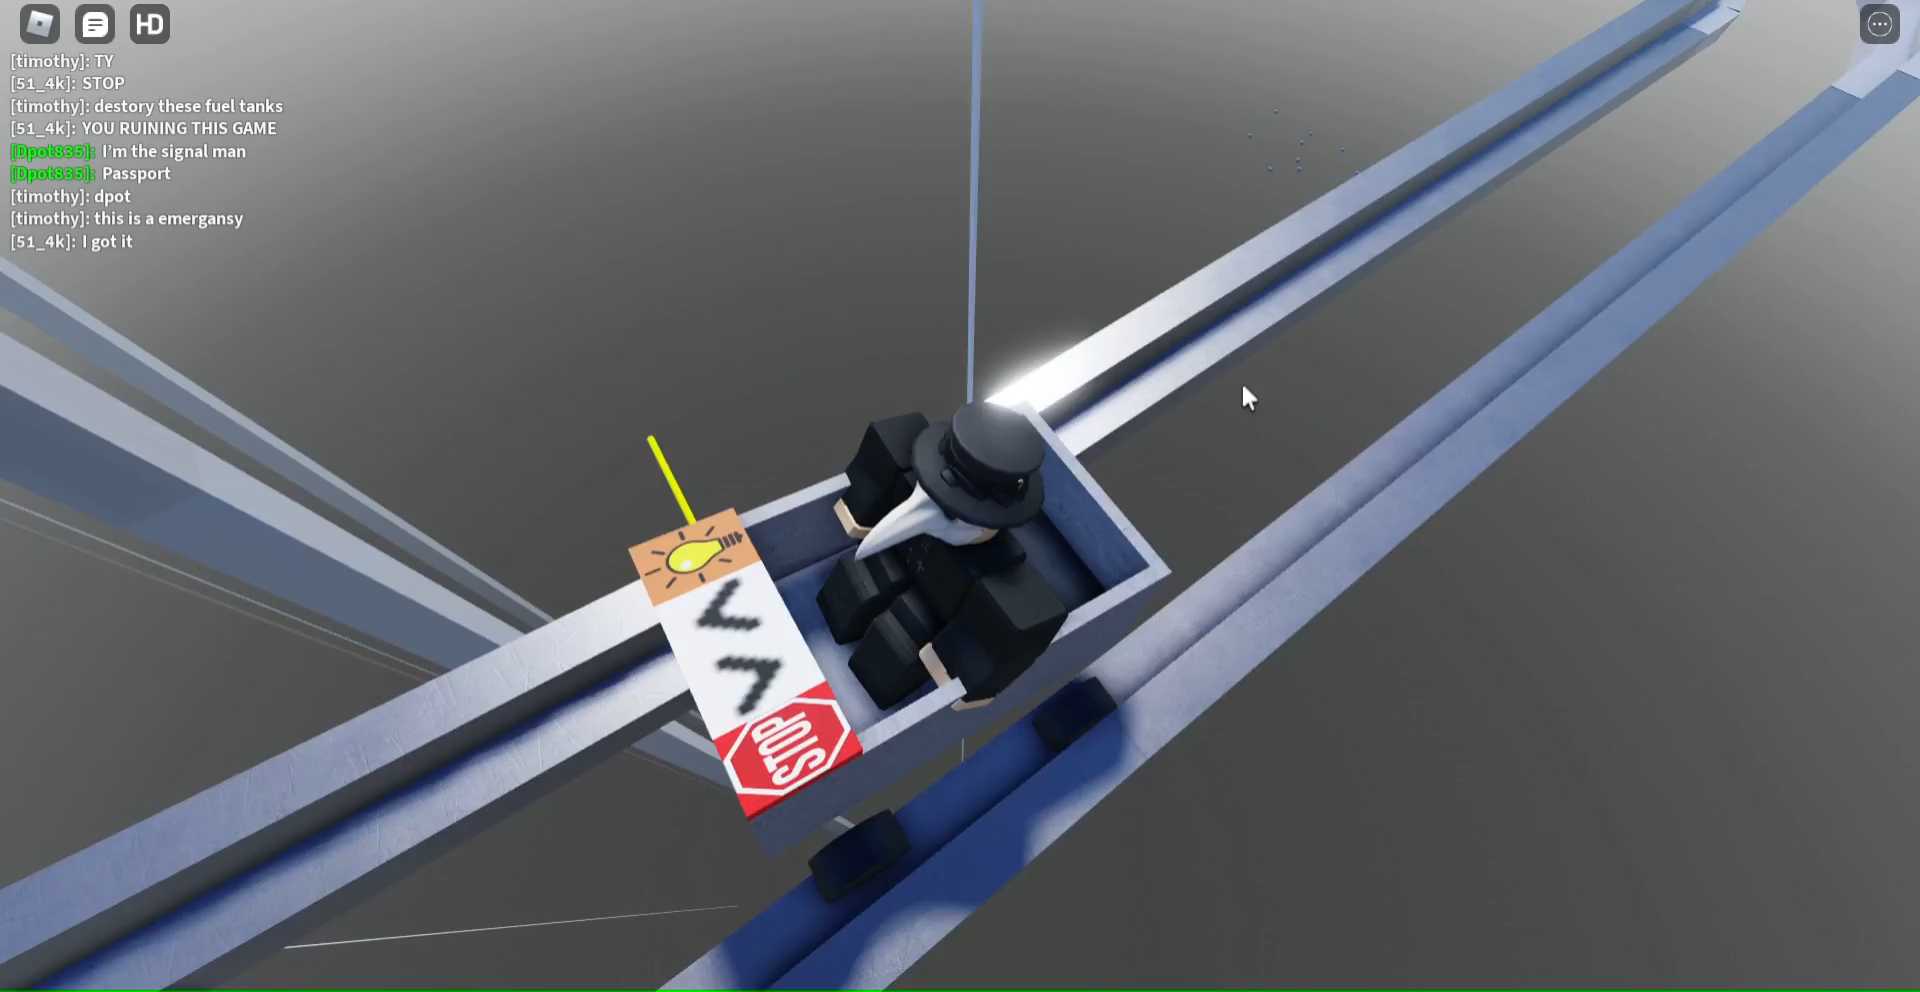 HD
[timothy]: TY
[51_4k]: STOP
[timothy]: destory these fuel tanks
[51_4k]: YOU RUINING THIS GAME
[Dpot835]: I'm the signal man
[Dpot835]: Passport
[timothy]: dpot
[timothy]: this is a emergansy
[51_4k]: I got it
STOP